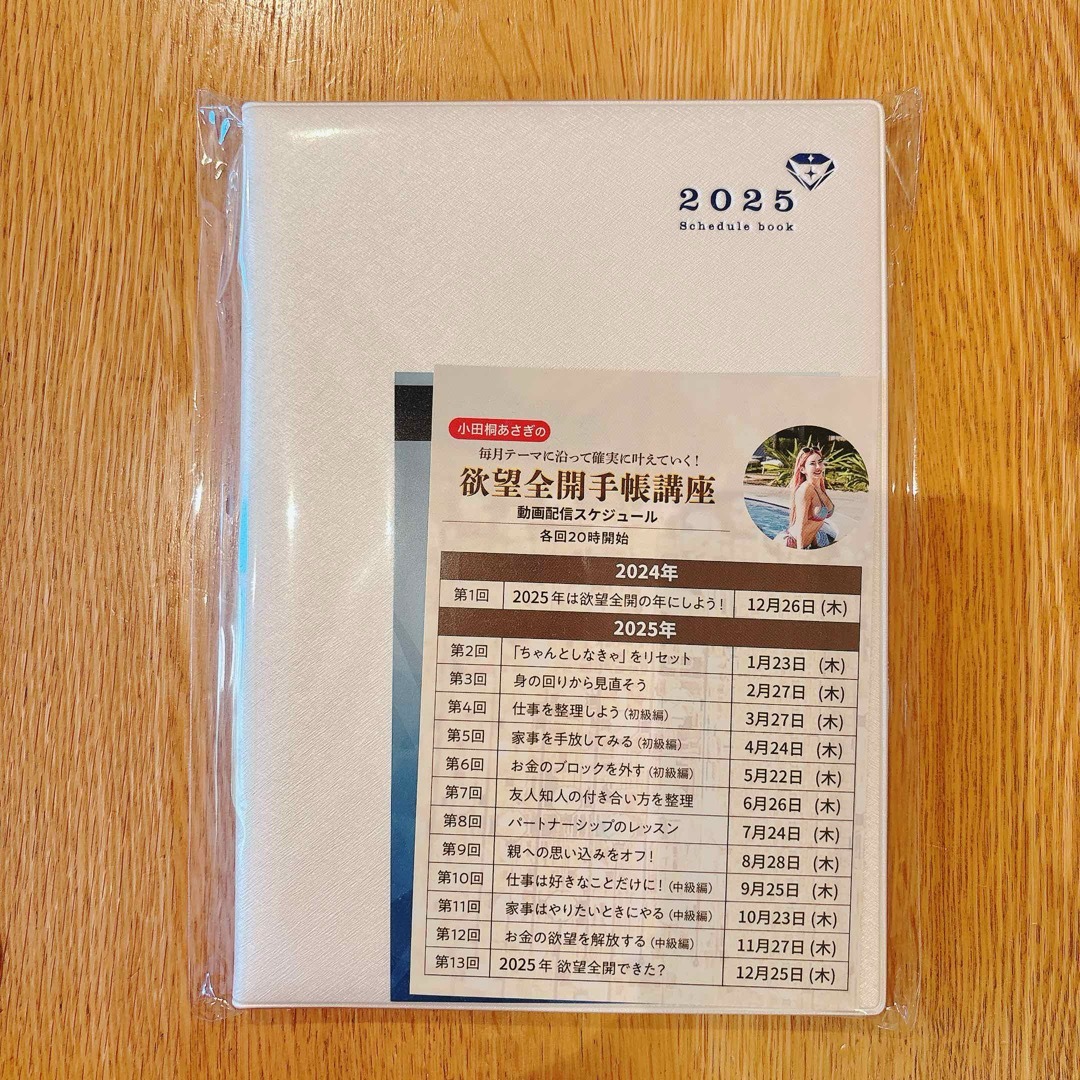 2025
Schedule book
小田桐あさぎの
毎月テーマに沿って確実に叶えていく!
欲望全開手帳講座
動画配信スケジュール
各回20時開始
2024年
第1回 2025年は欲望全開の年にしよう! 12月26日(木)
2025年
第2回 「ちゃんとしなきゃ」をリセット 1月23日 (木)
第3回 身の回りから見直そう 2月27日 (木)
第4回 仕事を整理しよう(初級編) 3月27日 (木)
第5回 家事を手放してみる(初級編) 4月24日 (木)
第6回 お金のブロックを外す(初級編) 5月22日 (木)
第7回 友人知人の付き合い方を整理 6月26日 (木)
第8回 パートナーシップのレッスン 7月24日 (木)
第9回 親への思い込みをオフ! 8月28日 (木)
第10回 仕事は好きなことだけに!(中級編) 9月25日 (木)
第11回 家事はやりたいときにやる(中級編) 10月23日(木)
第12回 お金の欲望を解放する(中級編) 11月27日(木)
第13回 2025年 欲望全開できた? 12月25日(木)